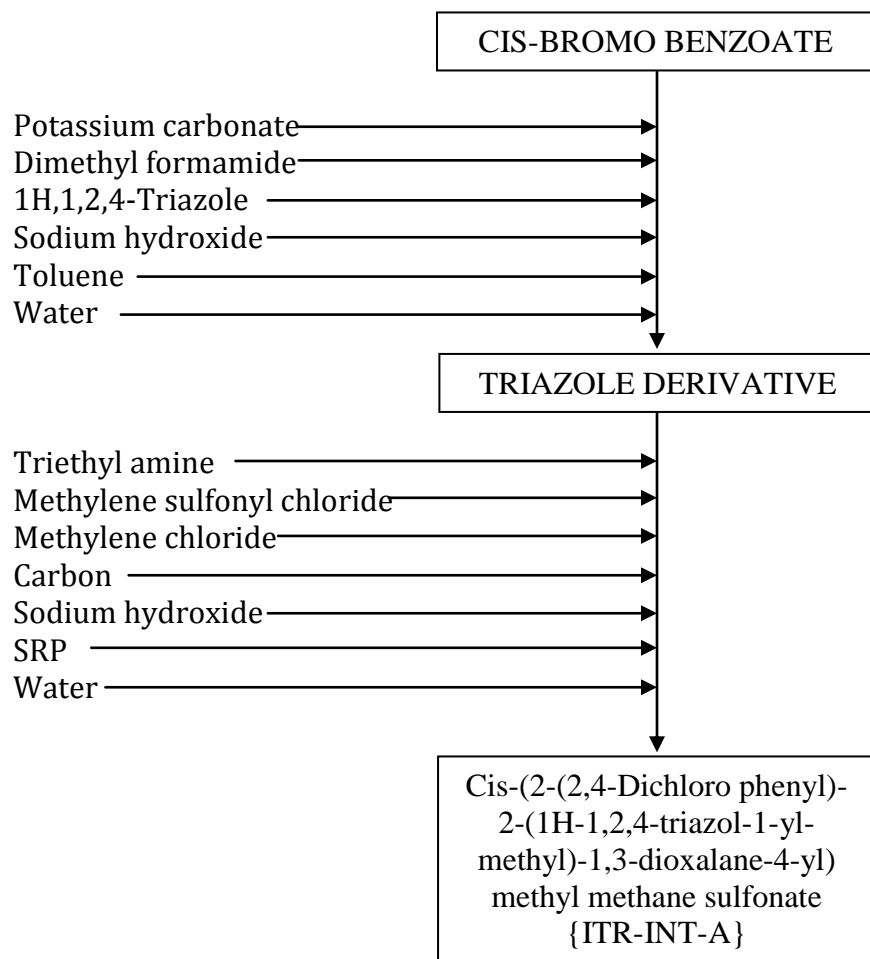 CIS-BROMO BENZOATE
Potassium carbonate
Dimethyl formamide
1H,1,2,4-Triazole
Sodium hydroxide
Toluene
Water
TRIAZOLE DERIVATIVE
Triethyl amine
Methylene sulfonyl chloride
Methylene chloride
Carbon
Sodium hydroxide
SRP
Water
Cis-(2-(2,4-Dichloro phenyl)-
2-(1H-1,2,4-triazol-1-yl-
methyl)-1,3-dioxalane-4-yl)
methyl methane sulfonate
{ITR-INT-A}